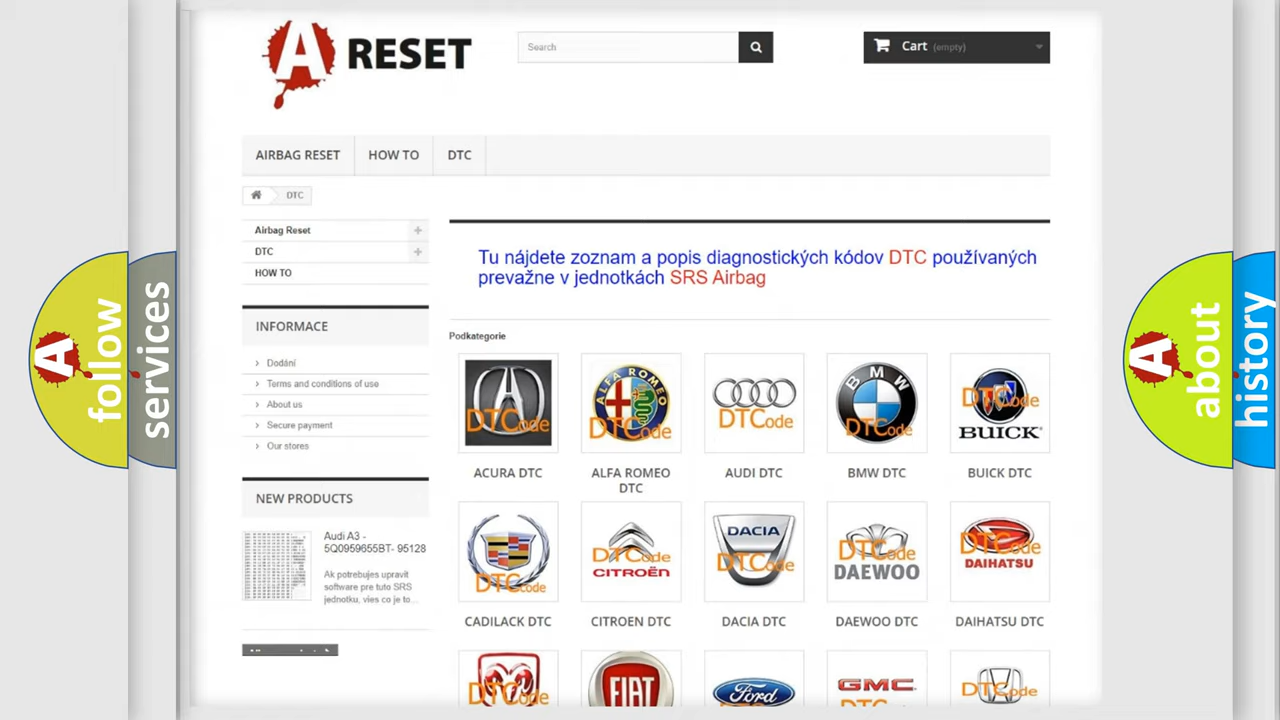 A RESET
Search
Cart (empty)
AIRBAG RESET
HOW TO
DTC
DTC
Airbag Reset
DTC
HOW TO
Tu nájdete zoznam a popis diagnostických kódov DTC používaných
prevažne v jednotkách SRS Airbag
INFORMACE
Dodání
Terms and conditions of use
About us
Secure payment
Our stores
Podkategorie
ALFA ROMEO
BMW
DTCode
DTCode
DTCode
DTCode
DTCode
BUICK
ACURA DTC
ALFA ROMEO
DTC
AUDI DTC
BMW DTC
BUICK DTC
NEW PRODUCTS
Audi A3 -
5Q0959655BT- 95128
Ak potrebujes upravit
software pre tuto SRS
jednotku, vies co je to...
DTCode
DTCode
CITROËN
DACIA
DTCode
DTCode
DAEWOO
DTCode
DAIHATSU
CADILACK DTC
CITROEN DTC
DACIA DTC
DAEWOO DTC
DAIHATSU DTC
DTCode
FIAT
Ford
GMC
DTCode
A follow
services
A about
history